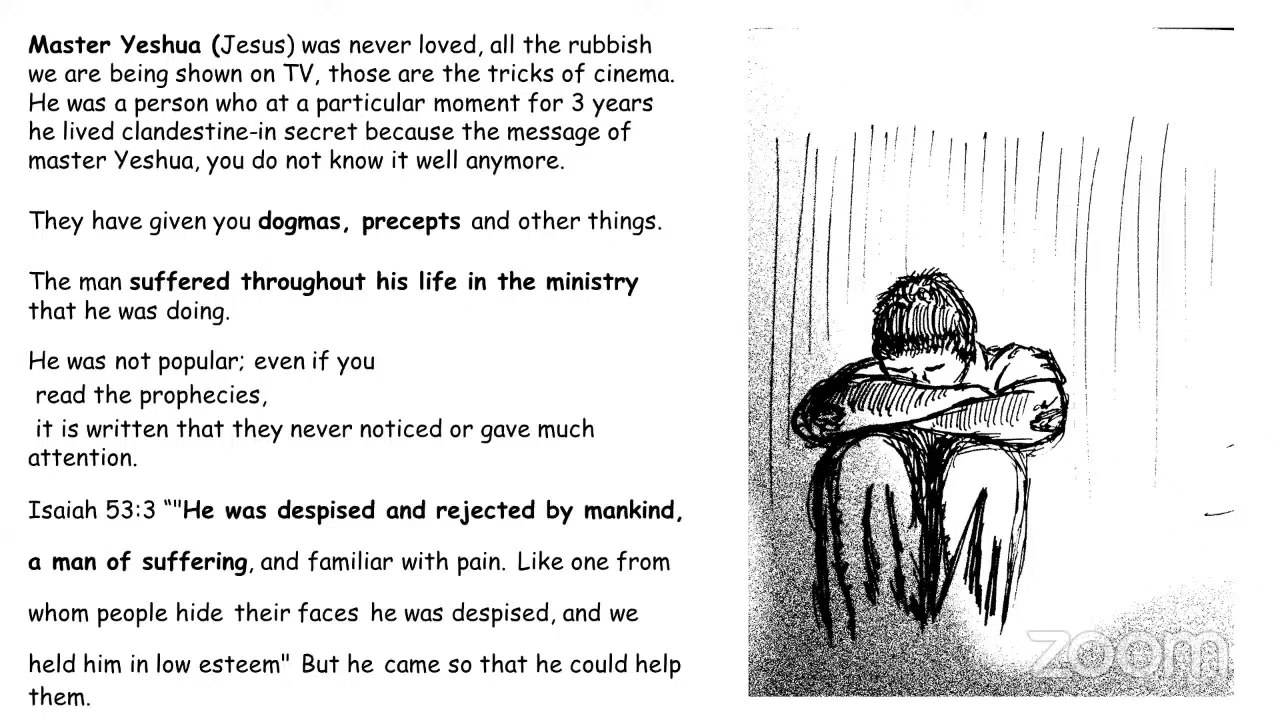 Master Yeshua (Jesus) was never loved, all the rubbish
we are being shown on TV, those are the tricks of cinema.
He was a person who at a particular moment for 3 years
he lived clandestine-in secret because the message of
master Yeshua, you do not know it well anymore.
They have given you dogmas, precepts and other things.
The man suffered throughout his life in the ministry
that he was doing.
He was not popular; even if you
read the prophecies,
it is written that they never noticed or gave much
attention.
Isaiah 53:3 “"He was despised and rejected by mankind,
a man of suffering, and familiar with pain. Like one from
whom people hide their faces he was despised, and we
held him in low esteem" But he came so that he could help
them.
zoom